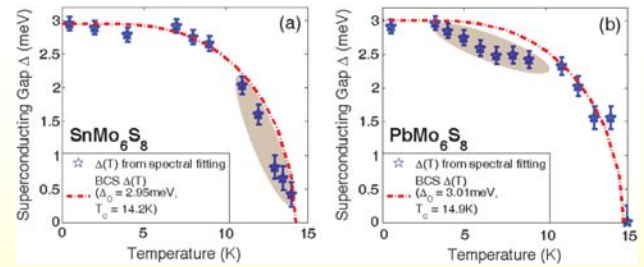 (a)
Superconducting Gap Δ (meV)
3
2.5
2
1.5
1
0.5
0
SnMo₆S₈
Δ(T) from spectral fitting
BCS Δ(T)
(Δ₀ = 2.95meV,
T_c = 14.2K)
0 5 10 15
Temperature (K)
(b)
Superconducting Gap Δ (meV)
3
2.5
2
1.5
1
0.5
0
PbMo₆S₈
Δ(T) from spectral fitting
BCS Δ(T)
(Δ₀ = 3.01meV,
T_c = 14.9K)
0 5 10 15
Temperature (K)